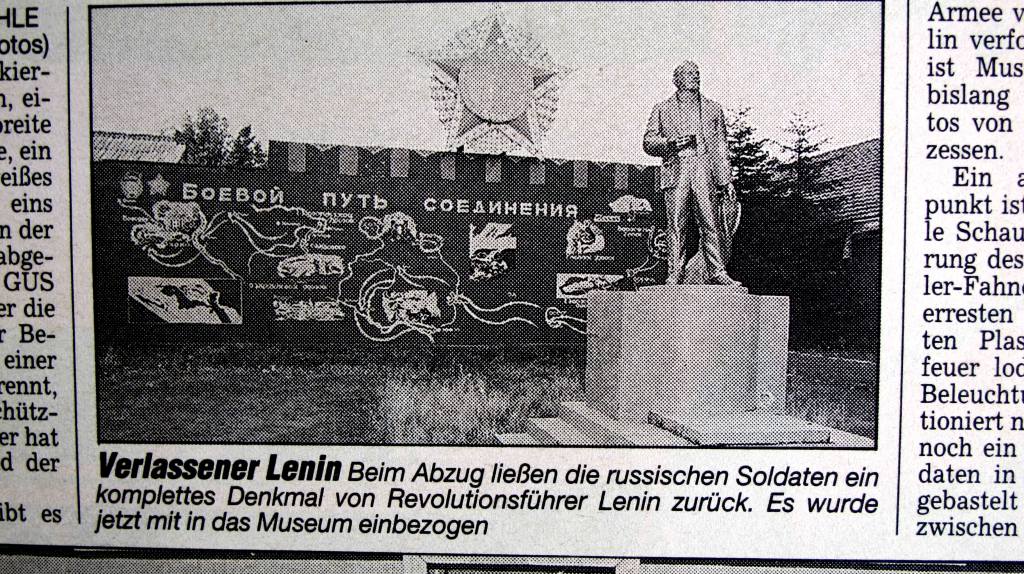 HLE
otos)
kier-
n, ei-
breite
e, ein
eißes
eins
n der
abge-
GUS
er die
r Be-
einer
rennt,
chütz-
er hat
d der
ibt es
БОЕВОЙ ПУТЬ СОЕДИНЕНИЯ
Verlassener Lenin Beim Abzug ließen die russischen Soldaten ein
komplettes Denkmal von Revolutionsführer Lenin zurück. Es wurde
jetzt mit in das Museum einbezogen
Armee v
lin verfo
ist Mus
bislang
tos von
zessen.
Ein a
punkt ist
le Schau
rung des
ler-Fahne
erresten
ten Plas
feuer lod
Beleuchtu
tioniert n
noch ein
daten in
gebastelt
zwischen